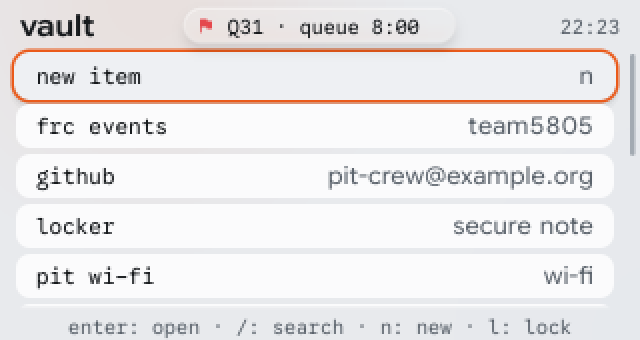 vault
Q31 · queue 8:00
22:23
new item n
frc events team5805
github pit-crew@example.org
locker secure note
pit wi-fi wi-fi
enter: open · /: search · n: new · l: lock